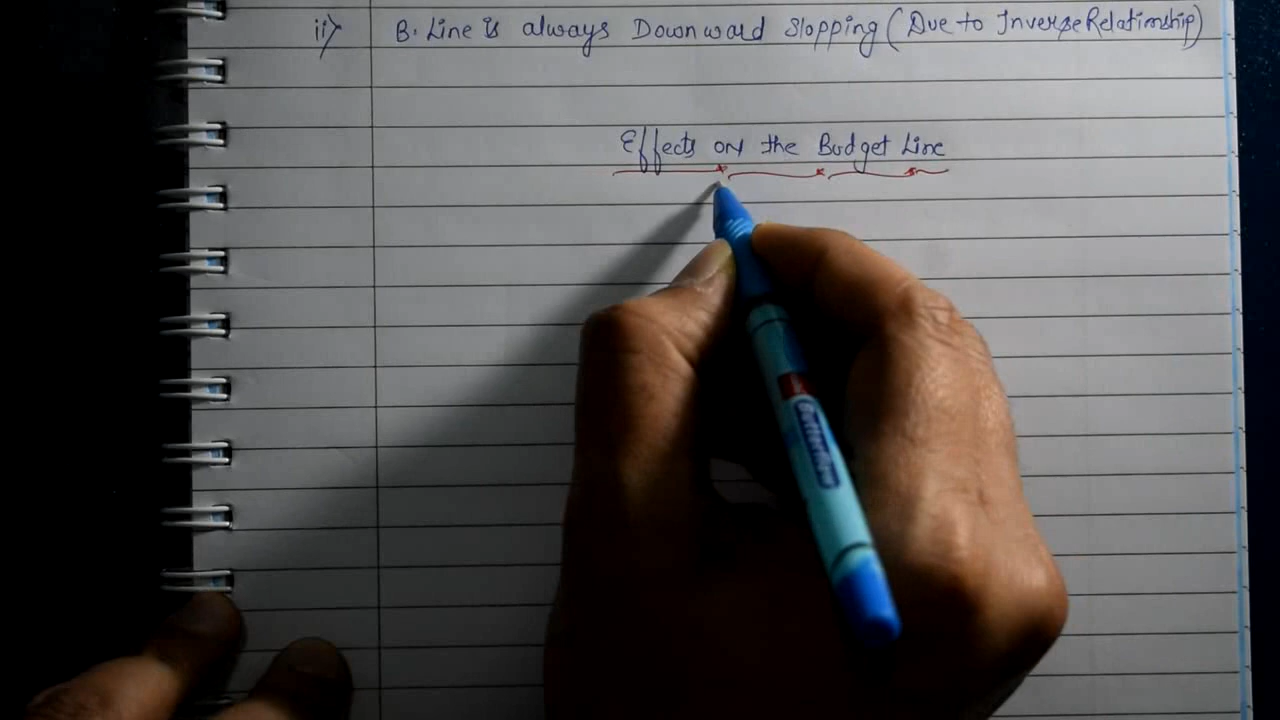 ii) B. Line is always Downward Slopping (Due to Inverse Relationship)
Effects on the Budget Line